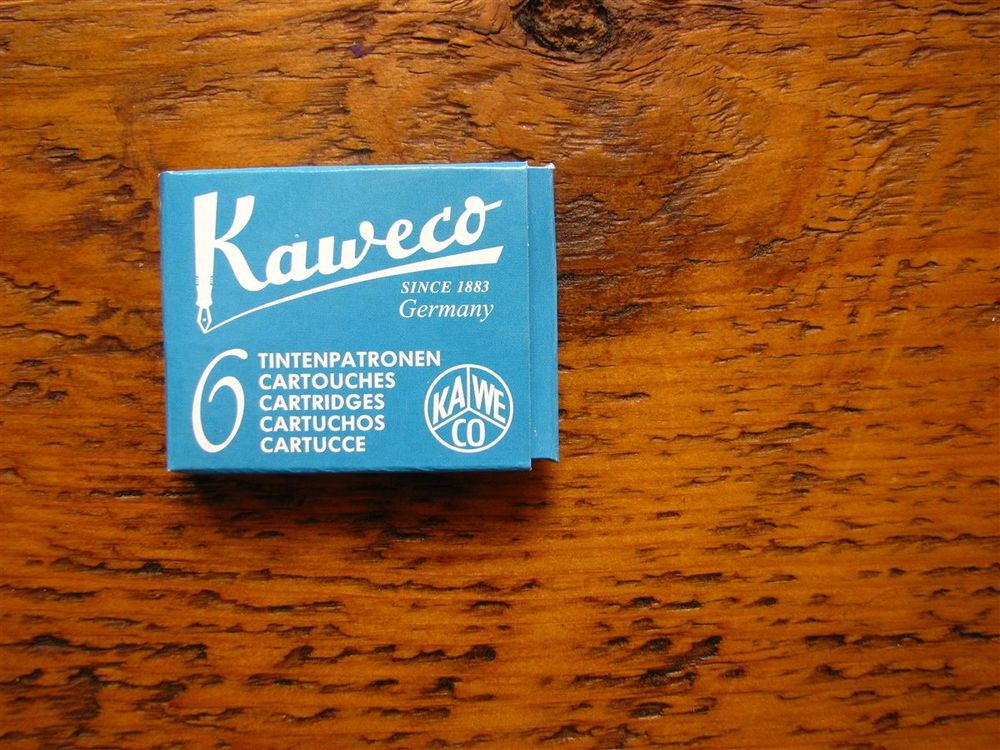 Kaweco
SINCE 1883
Germany
6
TINTENPATRONEN
CARTOUCHES
CARTRIDGES
CARTUCHOS
CARTUCCE
KA WE
CO